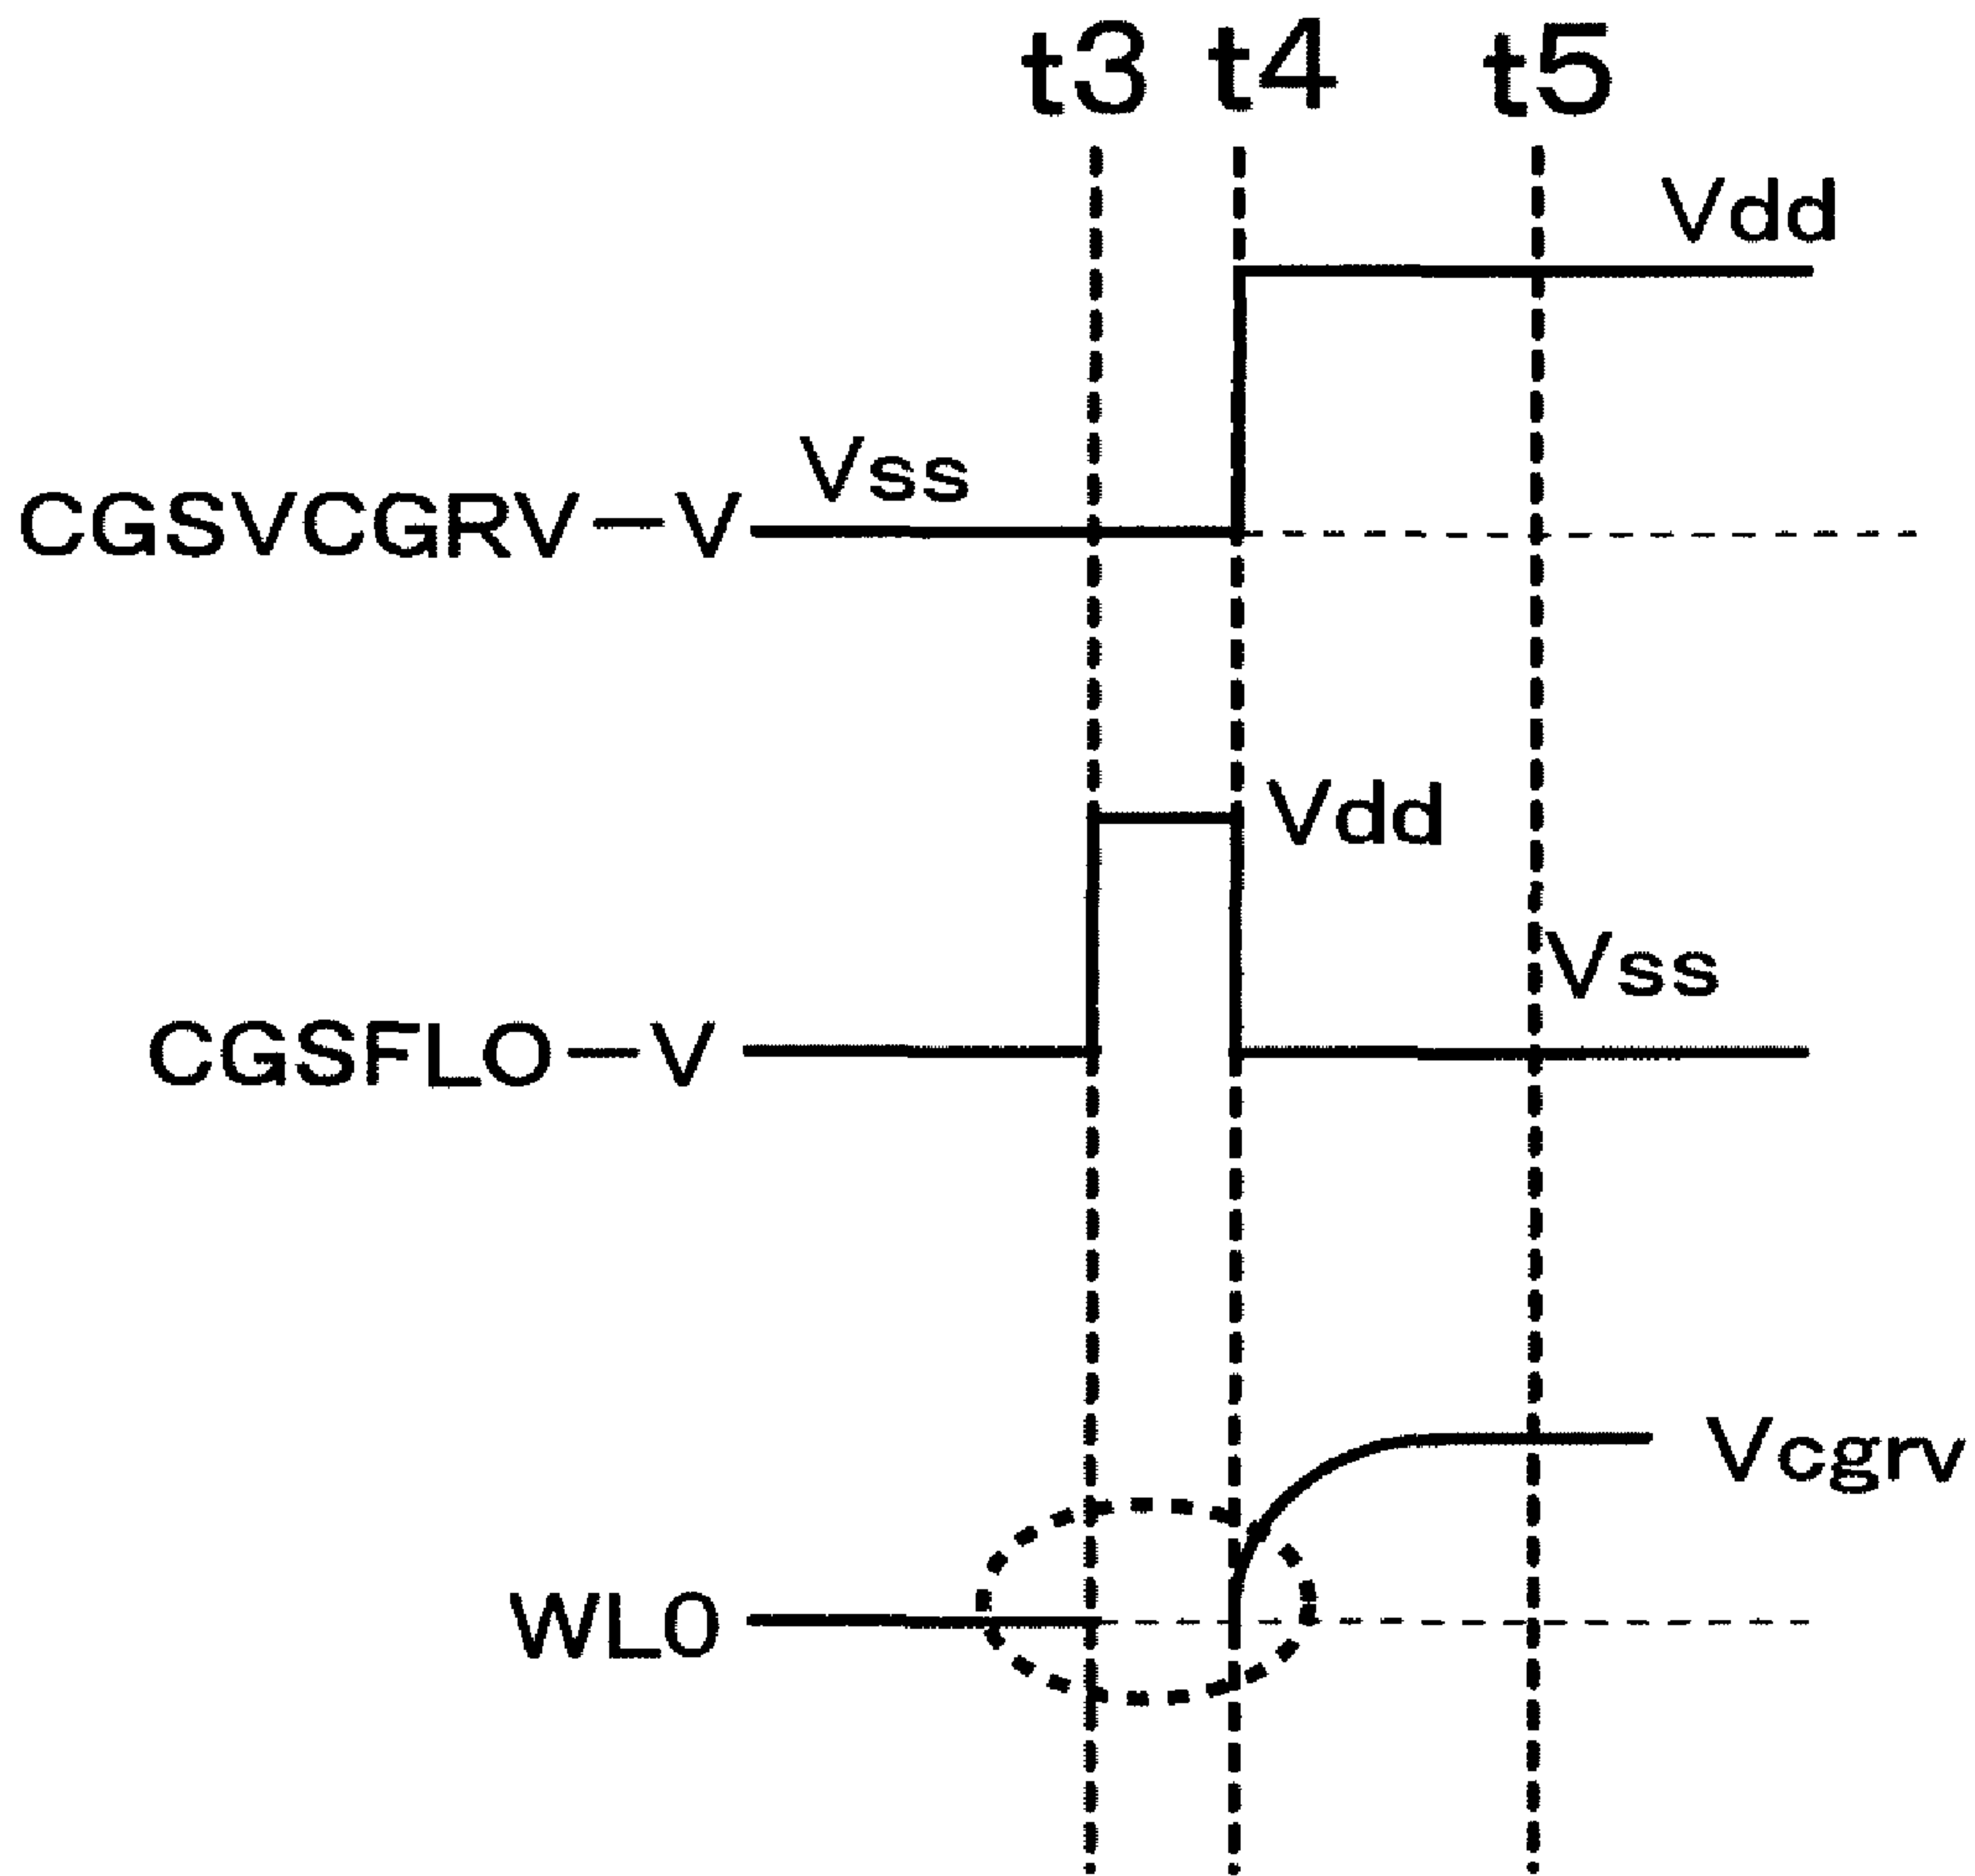 t3 t4 t5
Vdd
Vss
CGSVCGRV-V
Vdd
Vss
CGSFLO-V
Vcgrv
WL0